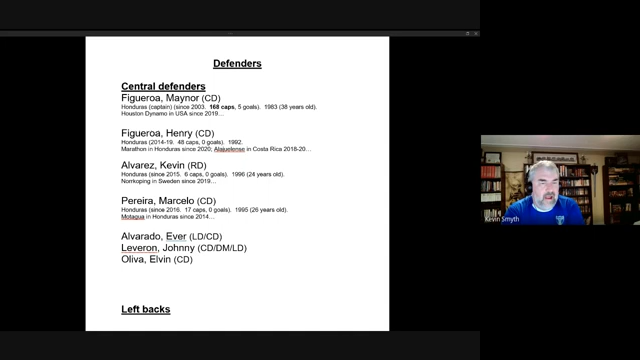 Defenders
Central defenders
Figueroa, Maynor (CD)
Honduras (captain) (since 2003. 168 caps, 5 goals). 1983 (38 years old).
Houston Dynamo in USA since 2019…
Figueroa, Henry (CD)
Honduras (2014-19. 48 caps, 0 goals). 1992.
Marathon in Honduras since 2020; Alajuelense in Costa Rica 2018-20…
Alvarez, Kevin (RD)
Honduras (since 2015. 6 caps, 0 goals). 1996 (24 years old).
Norrkoping in Sweden since 2019…
Pereira, Marcelo (CD)
Honduras (since 2016. 17 caps, 0 goals). 1995 (26 years old).
Motagua in Honduras since 2014…
Alvarado, Ever (LD/CD)
Leveron, Johnny (CD/DM/LD)
Oliva, Elvin (CD)
Left backs
Kevin Smyth